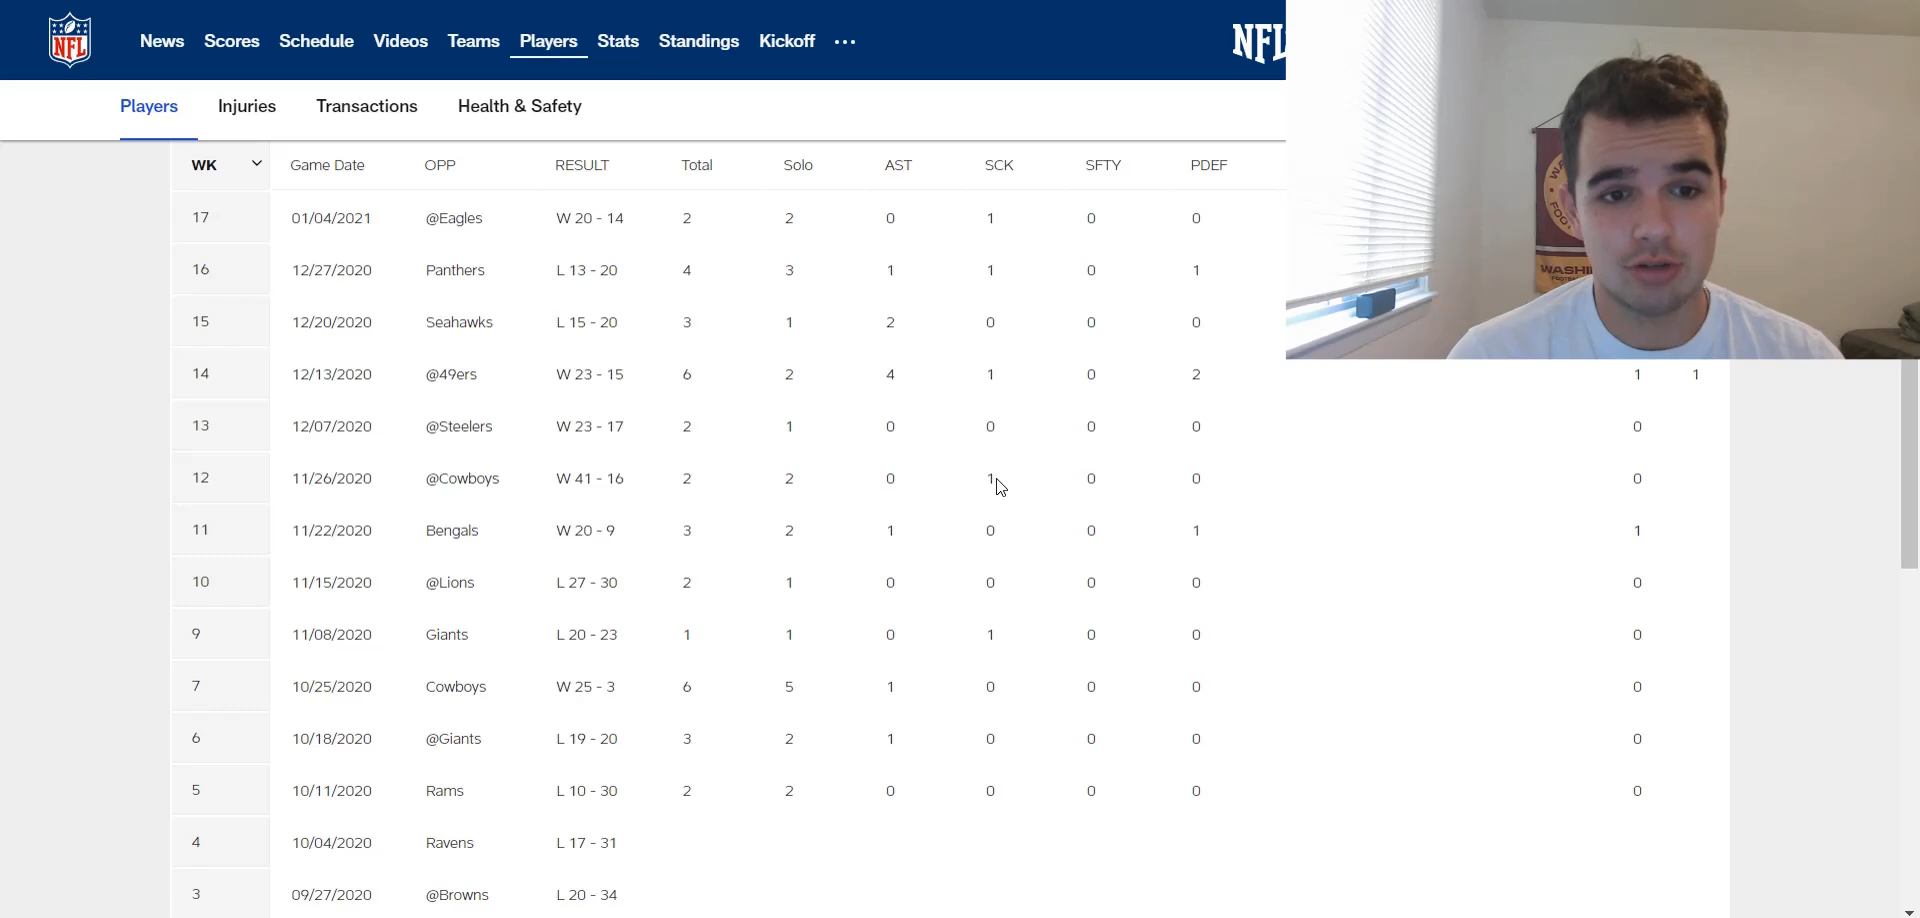 NFL
News Scores Schedule Videos Teams Players Stats Standings Kickoff ...
NFL
Players Injuries Transactions Health & Safety
WK Game Date OPP RESULT Total Solo AST SCK SFTY PDEF
17 01/04/2021 @Eagles W 20 - 14 2 2 0 1 0 0
16 12/27/2020 Panthers L 13 - 20 4 3 1 1 0 1
15 12/20/2020 Seahawks L 15 - 20 3 1 2 0 0 0
14 12/13/2020 @49ers W 23 - 15 6 2 4 1 0 2 1 1
13 12/07/2020 @Steelers W 23 - 17 2 1 0 0 0 0 0
12 11/26/2020 @Cowboys W 41 - 16 2 2 0 1 0 0 0
11 11/22/2020 Bengals W 20 - 9 3 2 1 0 0 1 1
10 11/15/2020 @Lions L 27 - 30 2 1 0 0 0 0 0
9 11/08/2020 Giants L 20 - 23 1 1 0 1 0 0 0
7 10/25/2020 Cowboys W 25 - 3 6 5 1 0 0 0 0
6 10/18/2020 @Giants L 19 - 20 3 2 1 0 0 0 0
5 10/11/2020 Rams L 10 - 30 2 2 0 0 0 0 0
4 10/04/2020 Ravens L 17 - 31
3 09/27/2020 @Browns L 20 - 34